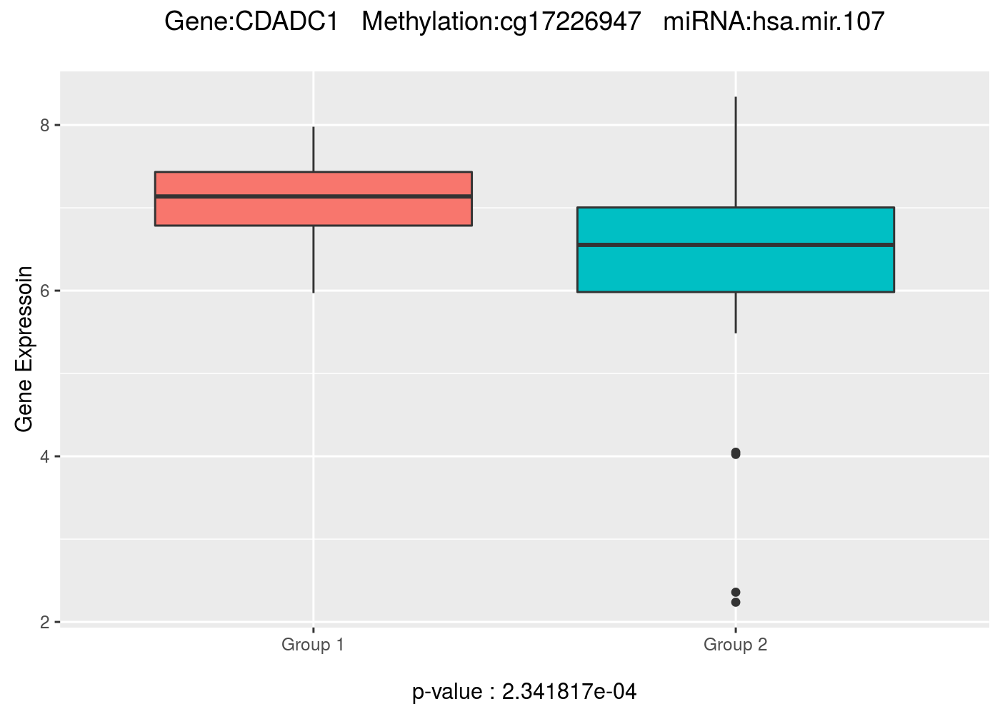 Gene:CDADC1   Methylation:cg17226947   miRNA:hsa.mir.107
8
6
4
2
Gene Expressoin
Group 1
Group 2
p-value : 2.341817e-04